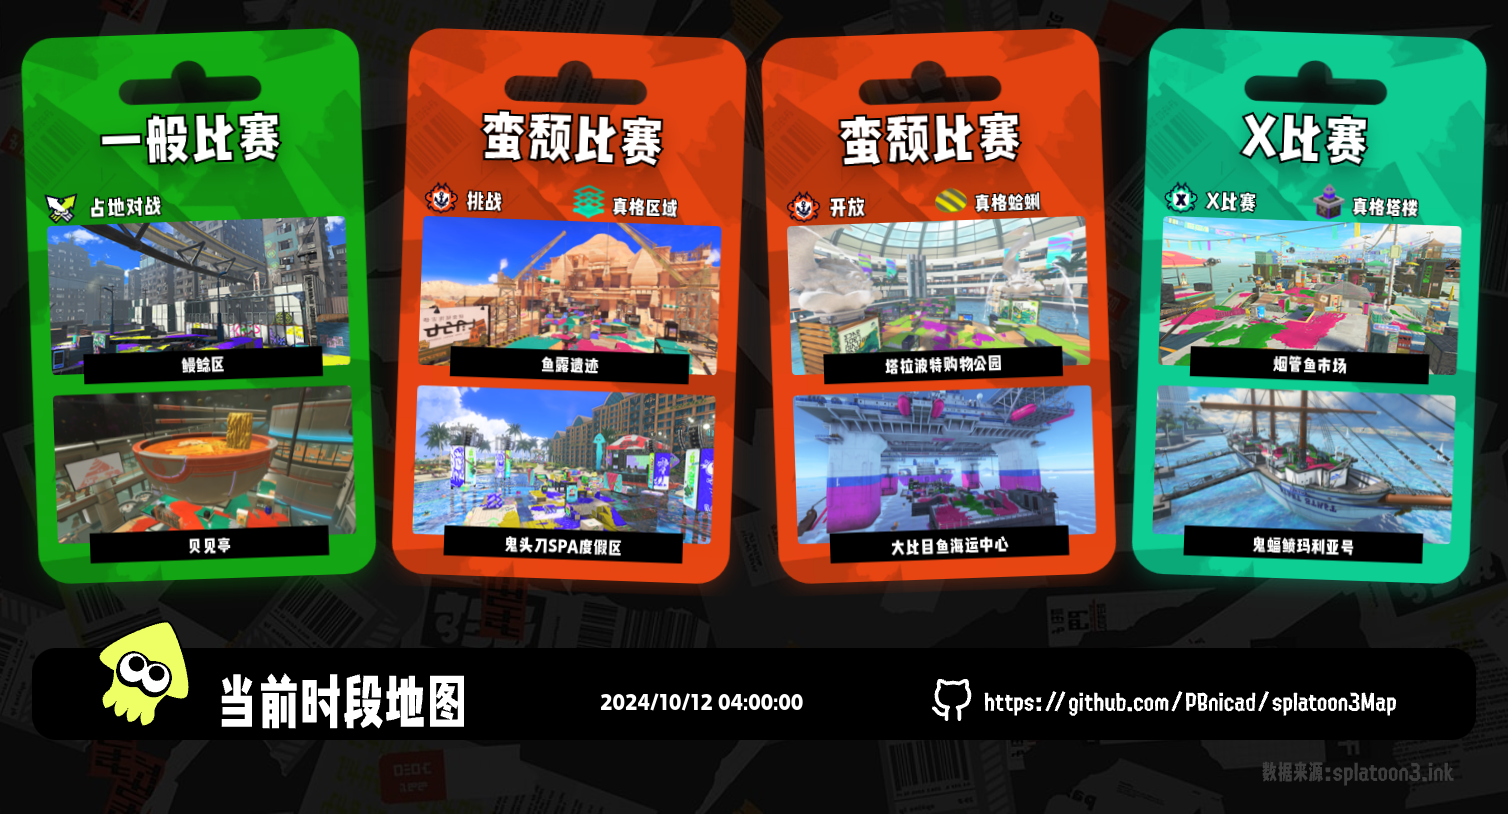 一般比赛
占地对战
鳗鲶区
贝见亭
蛮颓比赛
挑战
真格区域
鱼露遗迹
鬼头刀SPA度假区
蛮颓比赛
开放
真格蛤蜊
塔拉波特购物公园
大比目鱼海运中心
X比赛
X比赛
真格塔楼
烟管鱼市场
鬼蝠鲼玛利亚号
当前时段地图
2024/10/12 04:00:00
https://github.com/PBnicad/splatoon3Map
数据来源:splatoon3.ink